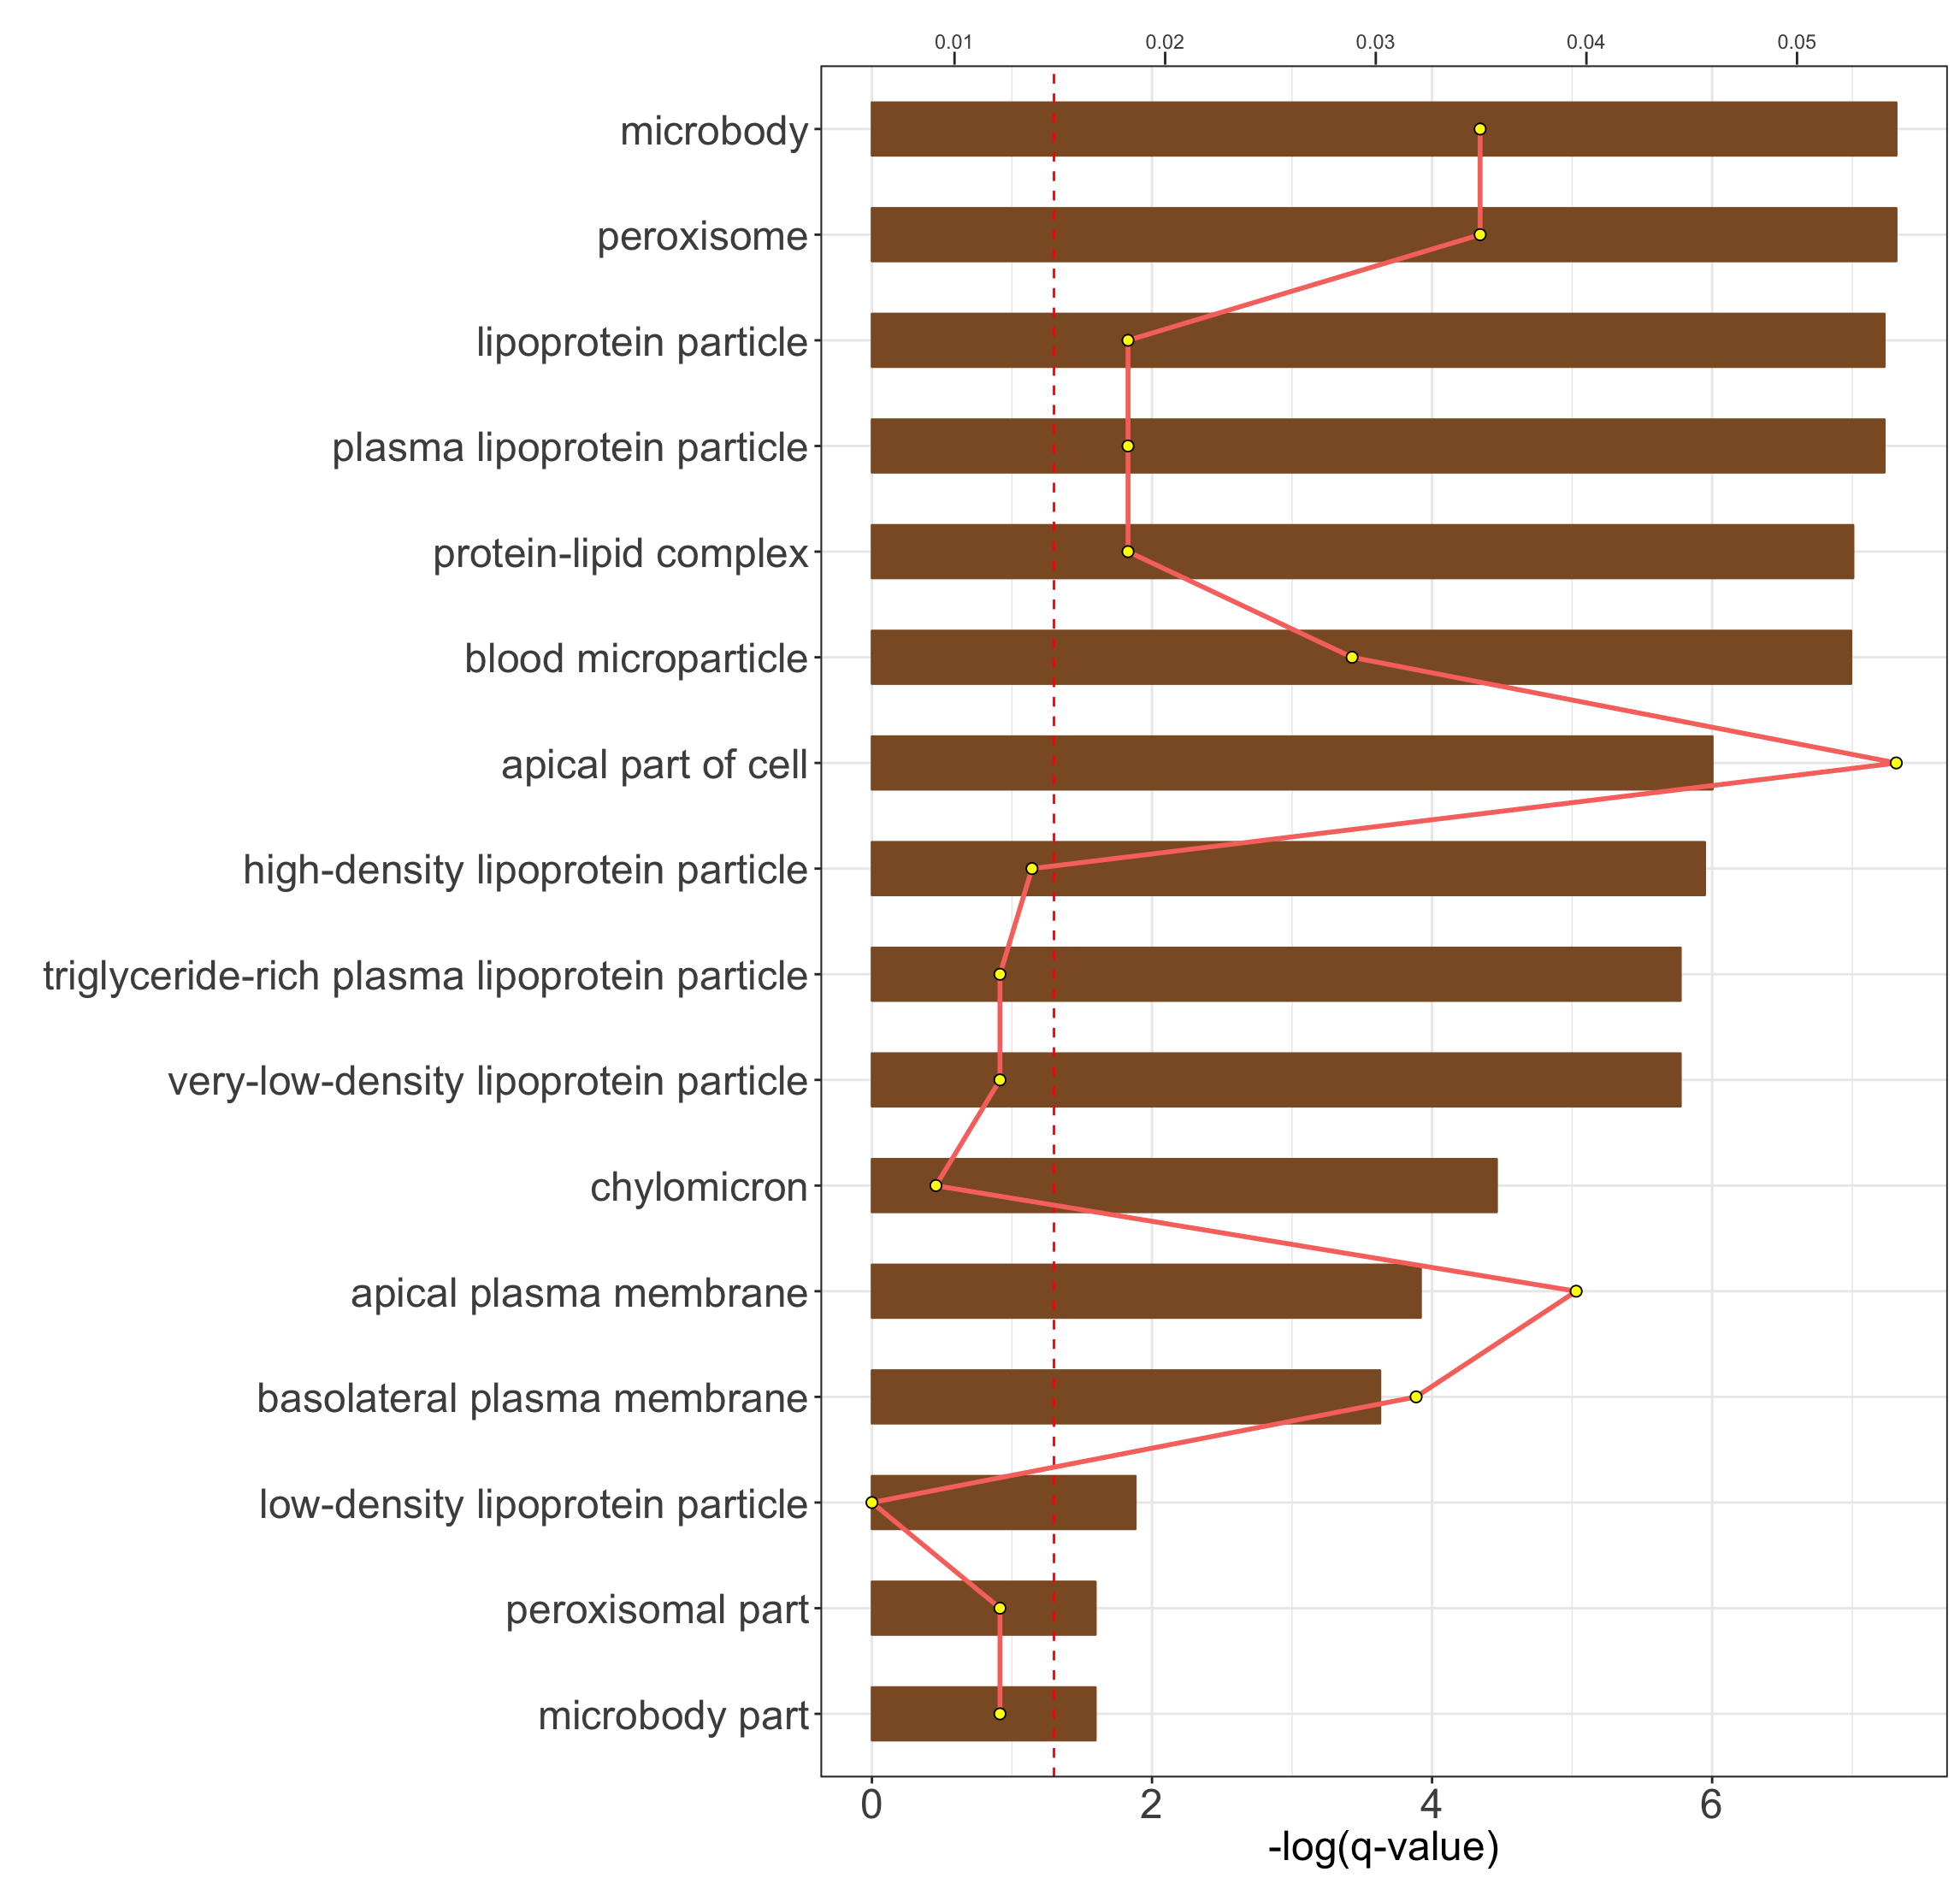 0.01 0.02 0.03 0.04 0.05
microbody
peroxisome
lipoprotein particle
plasma lipoprotein particle
protein-lipid complex
blood microparticle
apical part of cell
high-density lipoprotein particle
triglyceride-rich plasma lipoprotein particle
very-low-density lipoprotein particle
chylomicron
apical plasma membrane
basolateral plasma membrane
low-density lipoprotein particle
peroxisomal part
microbody part
0 2 4 6
-log(q-value)